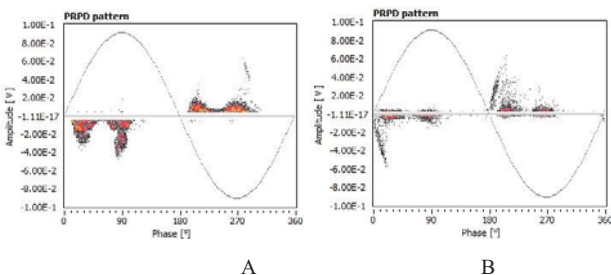 PRPD pattern
1.00E-1
8.00E-2
6.00E-2
4.00E-2
2.00E-2
-1.11E-17
-2.00E-2
-4.00E-2
-6.00E-2
-8.00E-2
-1.00E-1
Amplitude [ V ]
0 90 180 270 360
Phase [°]
A
PRPD pattern
1.00E-1
8.00E-2
6.00E-2
4.00E-2
2.00E-2
-1.11E-17
-2.00E-2
-4.00E-2
-6.00E-2
-8.00E-2
-1.00E-1
Amplitude [ V ]
0 90 180 270 360
Phase [°]
B